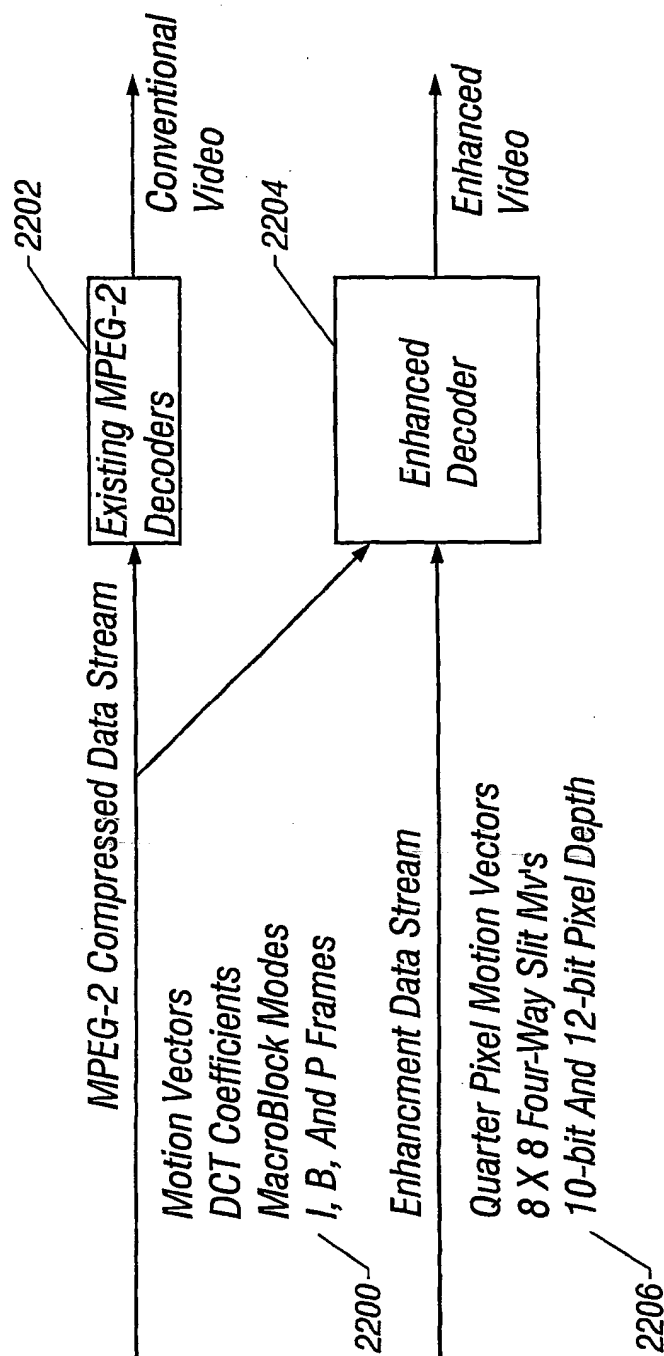 MPEG-2 Compressed Data Stream
Motion Vectors
DCT Coefficients
MacroBlock Modes
I, B, And P Frames
2200
Existing MPEG-2
Decoders
2202
Conventional
Video
Enhancment Data Stream
Quarter Pixel Motion Vectors
8 X 8 Four-Way Slit Mv's
10-bit And 12-bit Pixel Depth
2206
Enhanced
Decoder
2204
Enhanced
Video